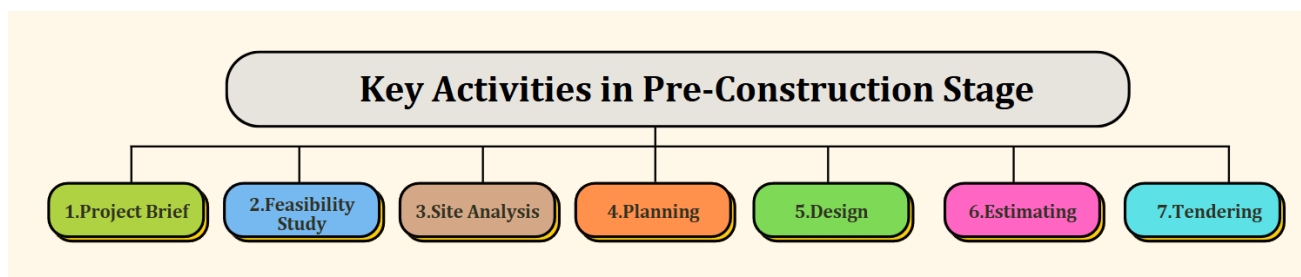 Key Activities in Pre-Construction Stage
1.Project Brief
2.Feasibility
Study
3.Site Analysis
4.Planning
5.Design
6.Estimating
7.Tendering